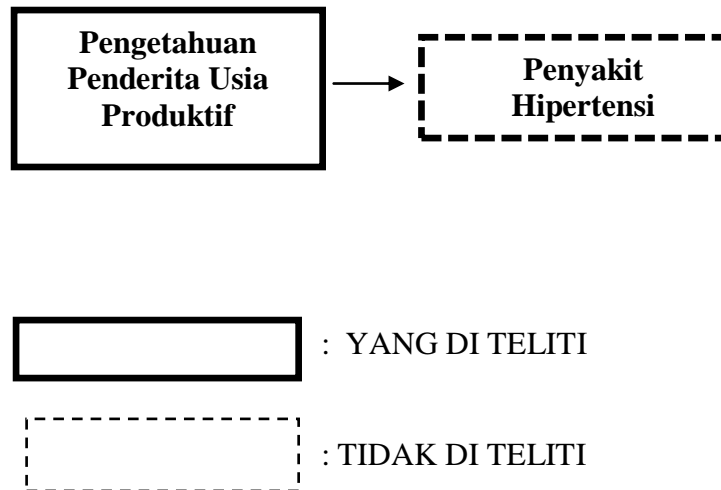 Pengetahuan
Penderita Usia
Produktif
Penyakit
Hipertensi
: YANG DI TELITI
: TIDAK DI TELITI